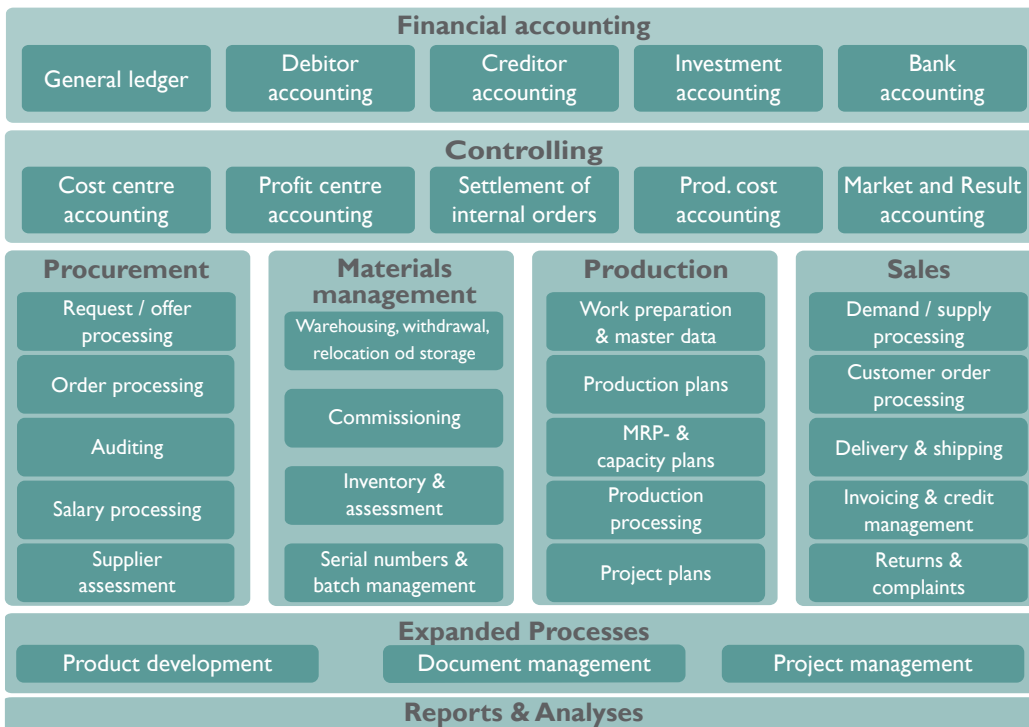 Financial accounting
General ledger
Debitor
accounting
Creditor
accounting
Investment
accounting
Bank
accounting
Controlling
Cost centre
accounting
Profit centre
accounting
Settlement of
internal orders
Prod. cost
accounting
Market and Result
accounting
Procurement
Request / offer
processing
Order processing
Auditing
Salary processing
Supplier
assessment
Materials
management
Warehousing, withdrawal,
relocation od storage
Commissioning
Inventory &
assessment
Serial numbers &
batch management
Production
Work preparation
& master data
Production plans
MRP- &
capacity plans
Production
processing
Project plans
Sales
Demand / supply
processing
Customer order
processing
Delivery & shipping
Invoicing & credit
management
Returns &
complaints
Expanded Processes
Product development
Document management
Project management
Reports & Analyses